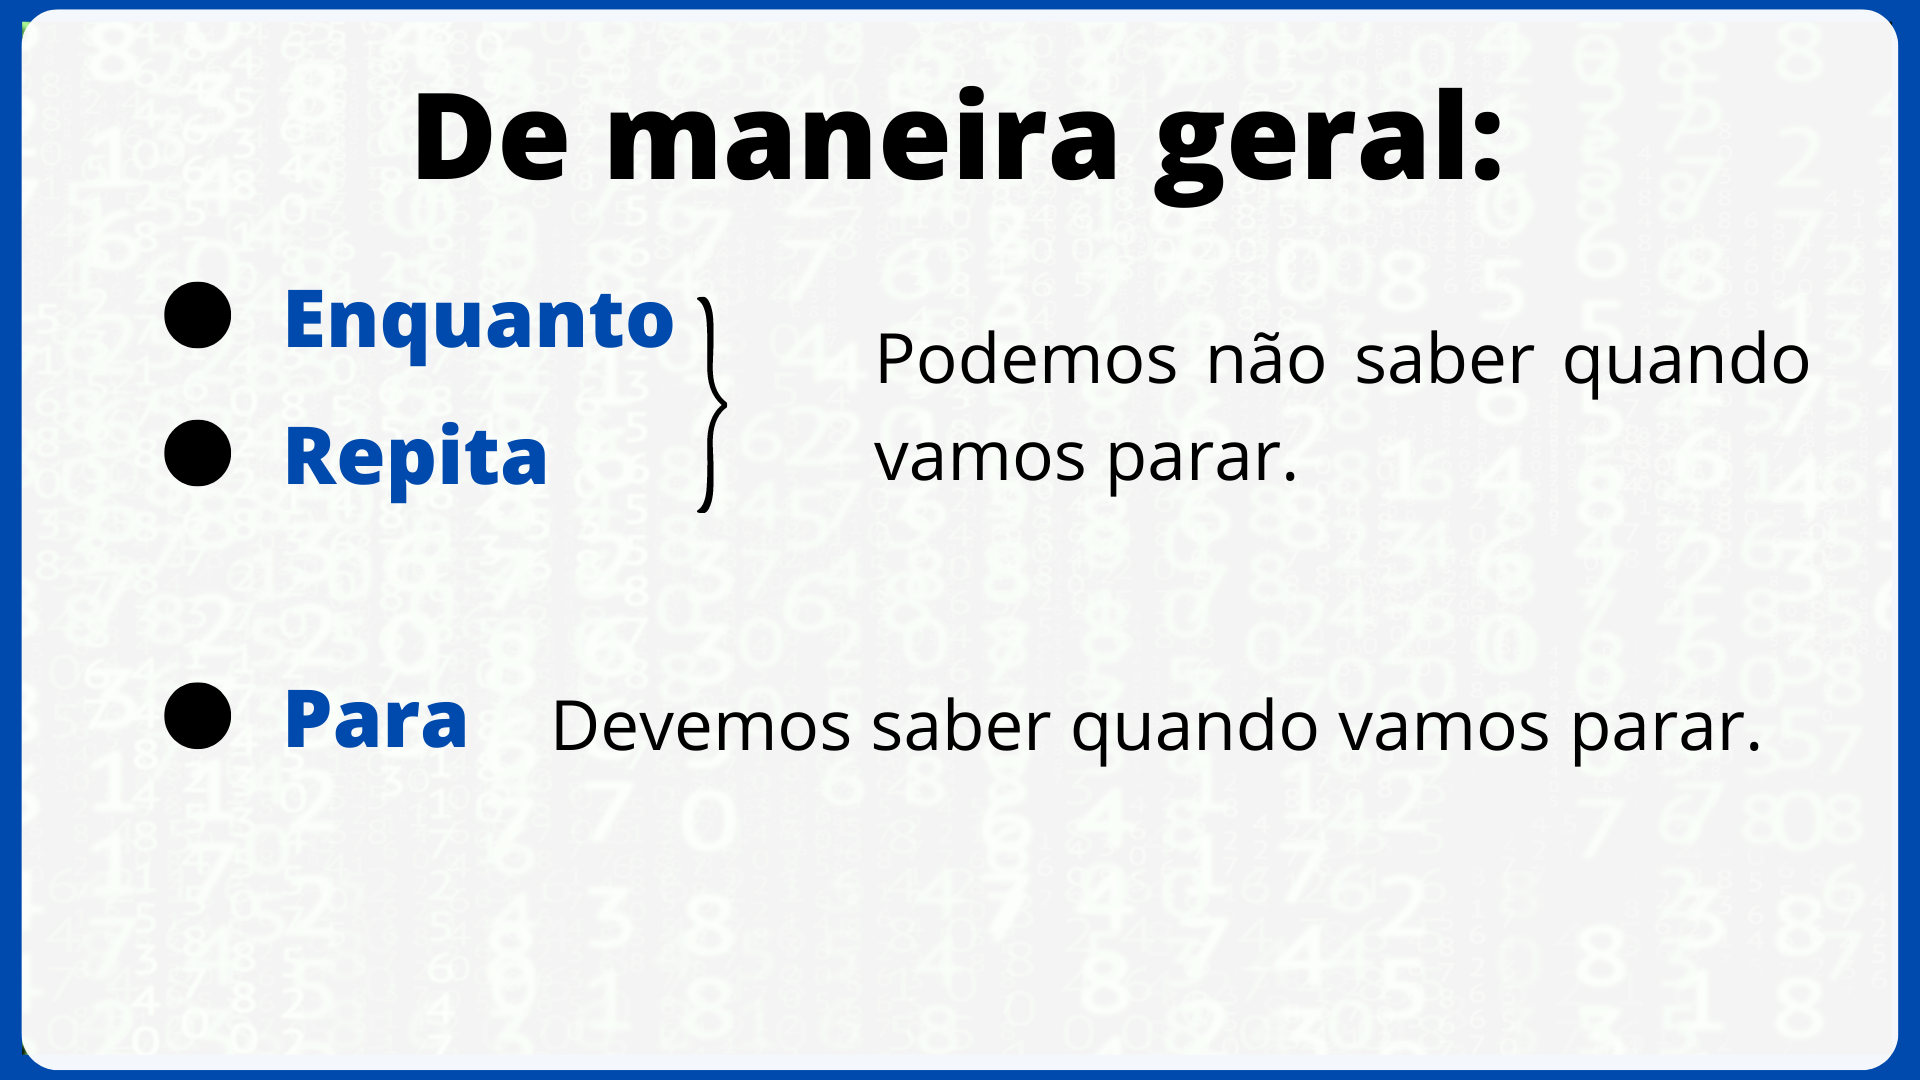 De maneira geral:
● Enquanto
● Repita
Podemos não saber quando
vamos parar.
● Para Devemos saber quando vamos parar.